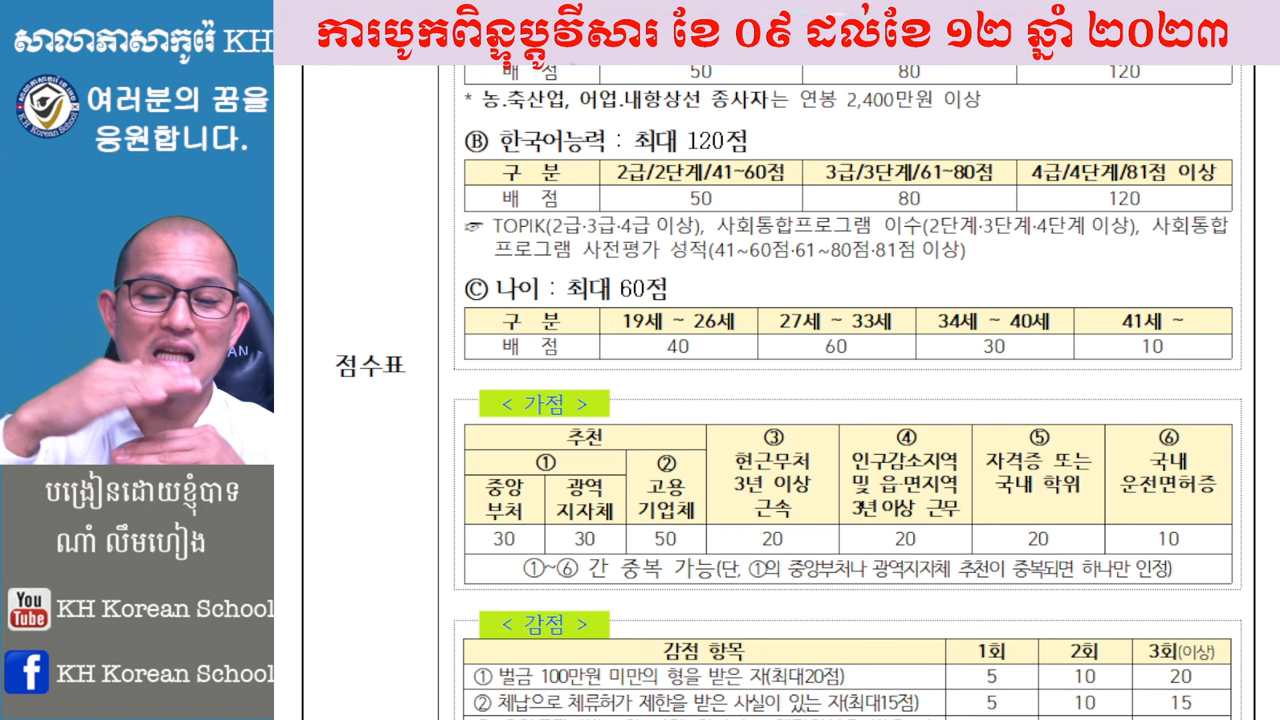 សាលាភាសាកូរ៉េ KH
여러분의 꿈을
응원합니다.
KH Korean School
បង្រៀនដោយខ្ញុំបាទ
ណាំ លឹមហៀង
You Tube KH Korean School
f KH Korean School
ការបូកពិន្ទុប្ដូវីសារ ខែ ០៩ ដល់ខែ ១២ ឆ្នាំ ២០២៣
점수표
배 점 50 80 120
* 농.축산업, 어업.내항상선 종사자는 연봉 2,400만원 이상
Ⓑ 한국어능력 : 최대 120점
구 분 2급/2단계/41~60점 3급/3단계/61~80점 4급/4단계/81점 이상
배 점 50 80 120
☞ TOPIK(2급·3급·4급 이상), 사회통합프로그램 이수(2단계·3단계·4단계 이상), 사회통합
프로그램 사전평가 성적(41~60점·61~80점·81점 이상)
Ⓒ 나이 : 최대 60점
구 분 19세 ~ 26세 27세 ~ 33세 34세 ~ 40세 41세 ~
배 점 40 60 30 10
< 가점 >
추천 ③ ④ ⑤ ⑥
① ② 현근무처 인구감소지역 자격증 또는 국내
중앙 광역 고용 3년 이상 및 읍·면지역 국내 학위 운전면허증
부처 지자체 기업체 근속 3년 이상 근무
30 30 50 20 20 20 10
①~⑥ 간 중복 가능(단, ①의 중앙부처나 광역지자체 추천이 중복되면 하나만 인정)
< 감점 >
감점 항목 1회 2회 3회(이상)
① 벌금 100만원 미만의 형을 받은 자(최대20점) 5 10 20
② 체납으로 체류허가 제한을 받은 사실이 있는 자(최대15점) 5 10 15